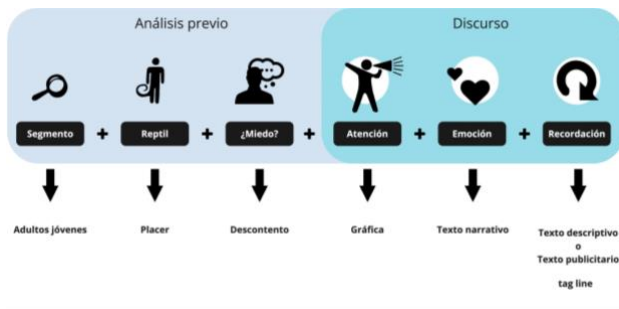 Análisis previo
Discurso
Segmento + Reptil + ¿Miedo? + Atención + Emoción + Recordación
Adultos jóvenes
Placer
Descontento
Gráfica
Texto narrativo
Texto descriptivo
o
Texto publicitario
tag line